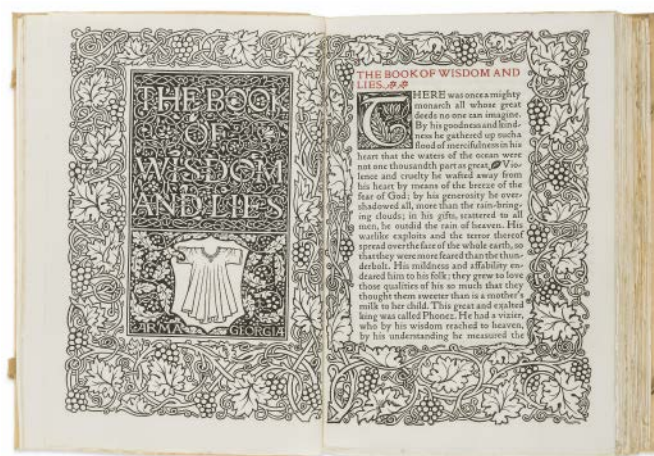 THE BOOK
OF
WISDOM
AND LIES
ARMA GEORGIÆ
THE BOOK OF WISDOM AND
LIES.
THERE was once a mighty
monarch all whose great
deeds no one can imagine.
By his goodness and kind-
ness he gathered up such a
flood of mercifulness in his
heart that the waters of the ocean were
not one thousandth part as great. Vio-
lence and cruelty he wafted away from
his heart by means of the breeze of the
fear of God; by his generosity he over-
shadowed all, more than the rain-bring-
ing clouds; in his gifts, scattered to all
men, he outdid the rain of heaven. His
warlike exploits and the terror thereof
spread over the face of the whole earth, so
that they were more feared than the thun-
derbolt. His mildness and affability en-
deared him to his folk; they grew to love
those qualities of his so much that they
thought them sweeter than is a mother's
milk to her child. This great and exalted
king was called Phonez. He had a vizier,
who by his wisdom reached to heaven,
by his understanding he measured the